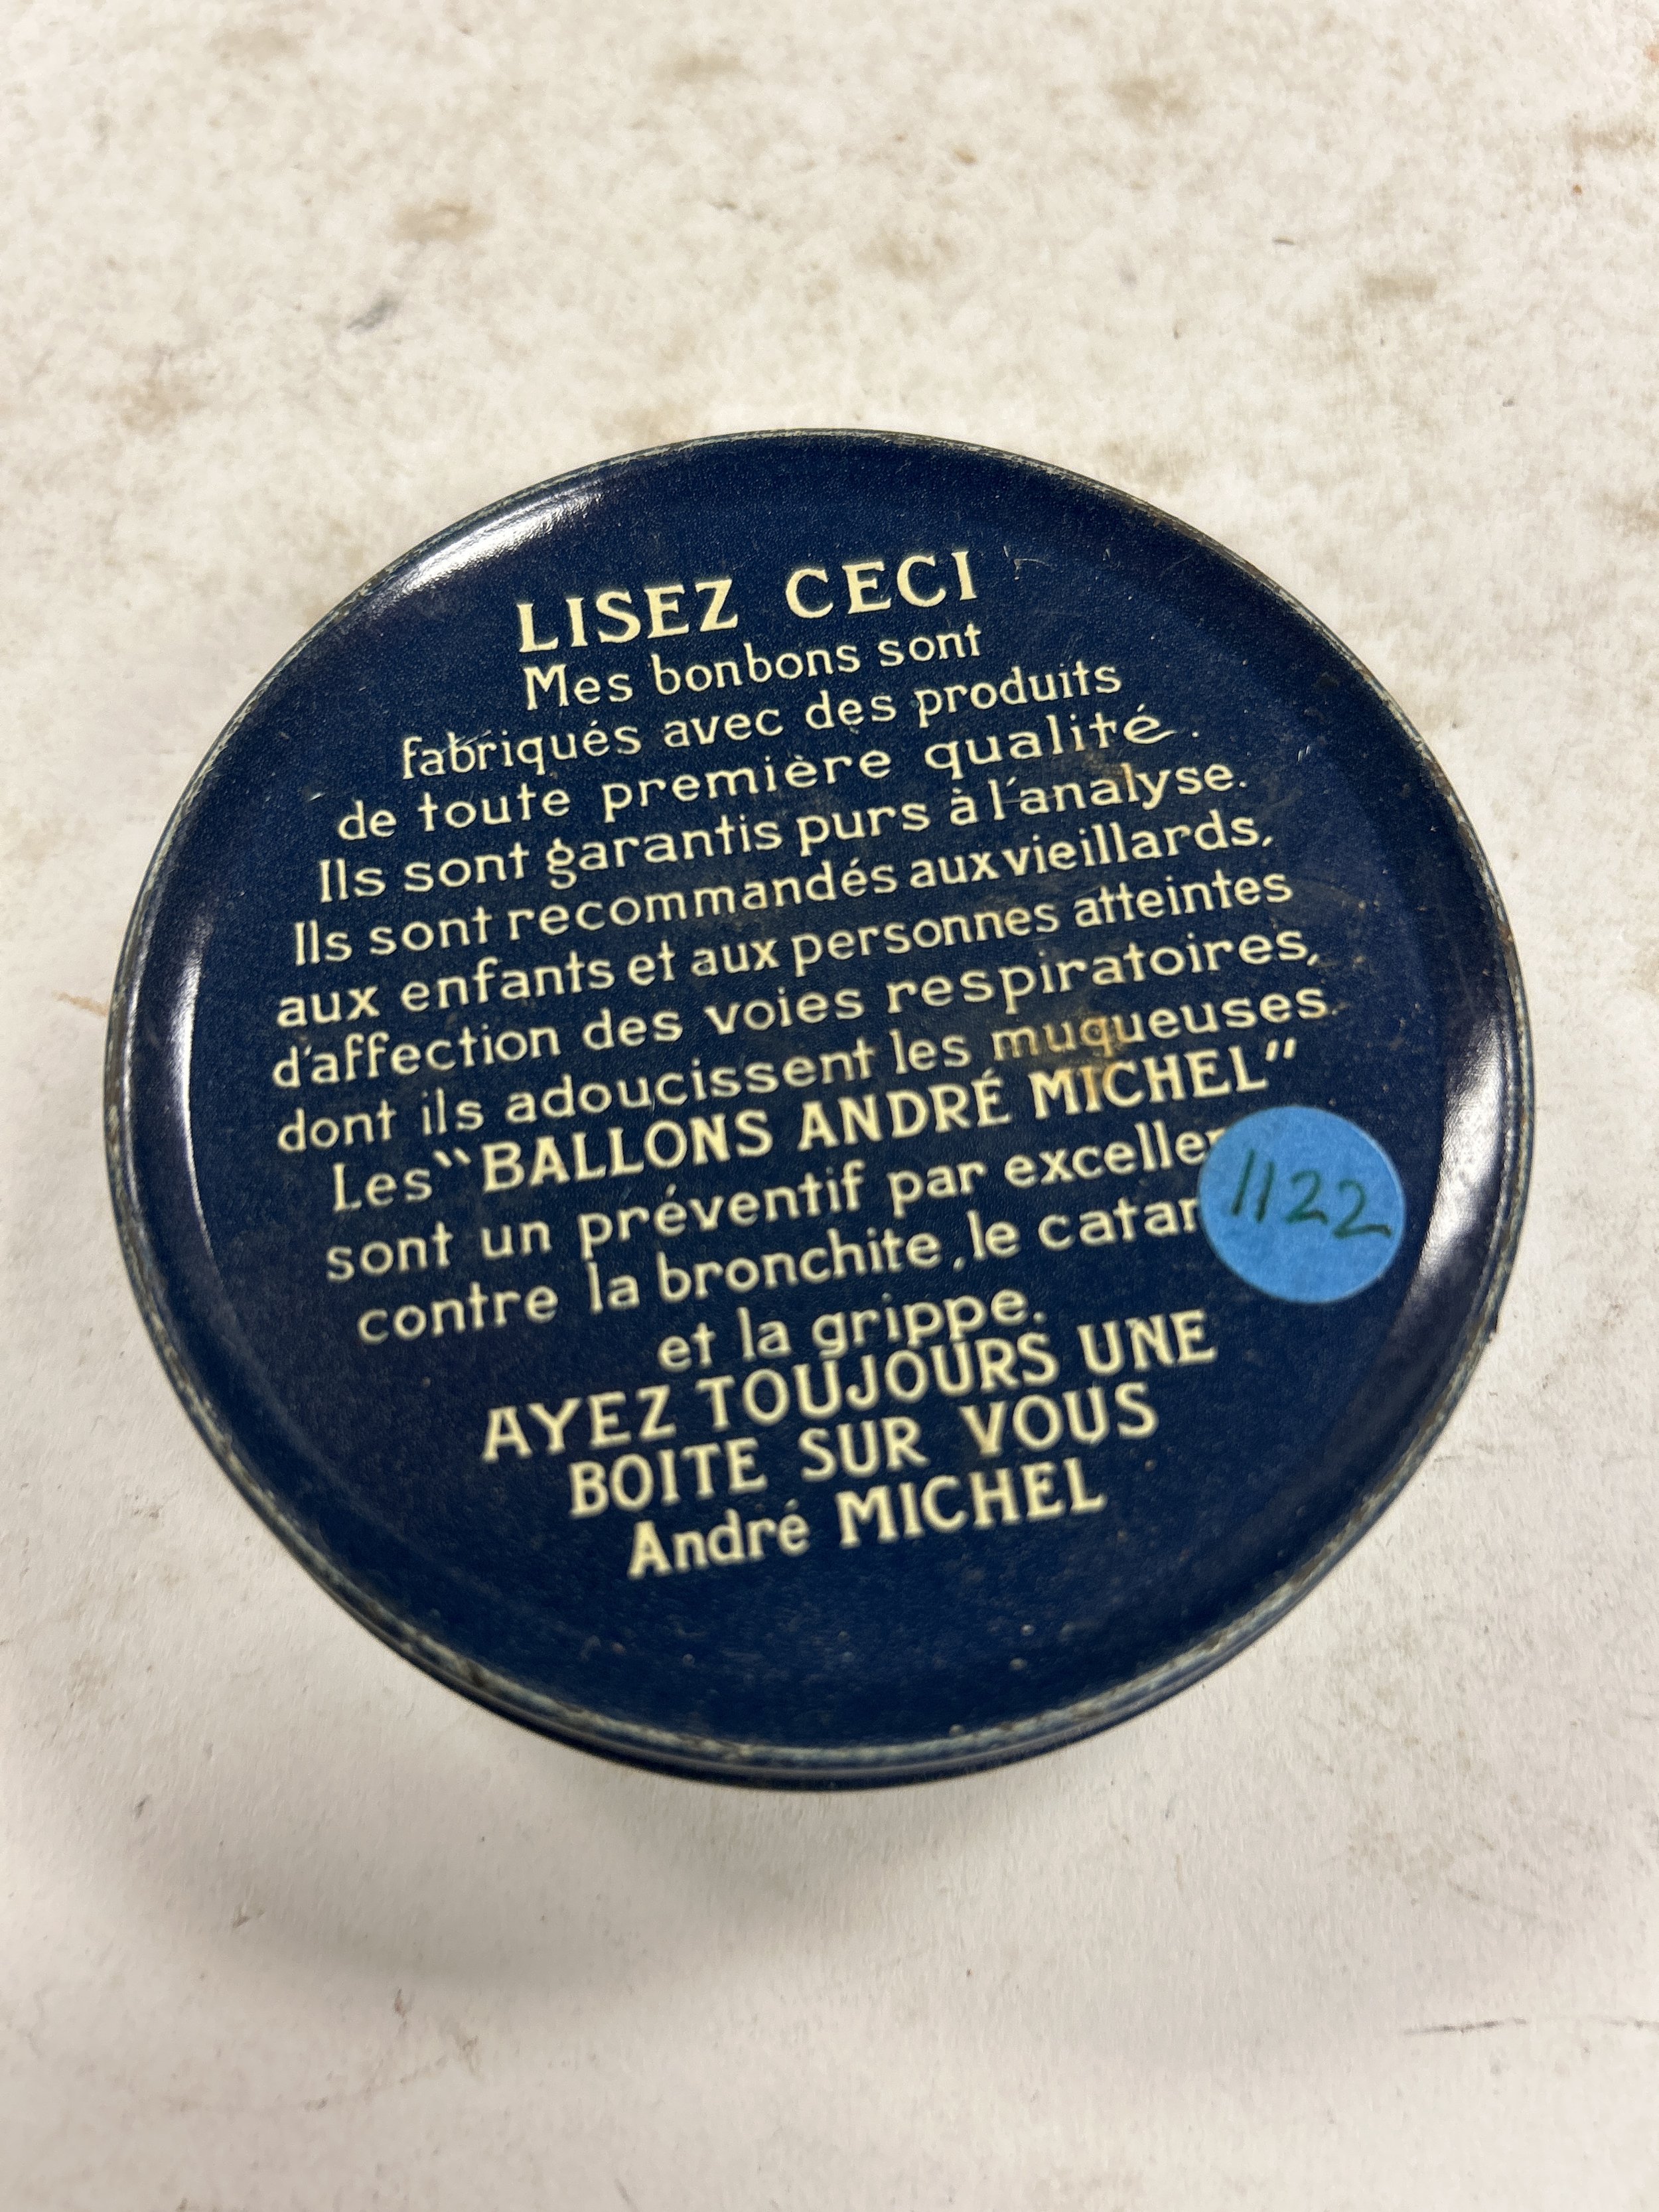 LISEZ CECI
Mes bonbons sont
fabriqués avec des produits
de toute première qualité.
Ils sont garantis purs à l'analyse.
Ils sont recommandés aux vieillards,
aux enfants et aux personnes atteintes
d'affection des voies respiratoires,
dont ils adoucissent les muqueuses.
Les "BALLONS ANDRÉ MICHEL"
sont un préventif par
contre la bronchite, le
et la grippe.
AYEZ TOUJOURS UNE
BOITE SUR VOUS
André MICHEL
1122